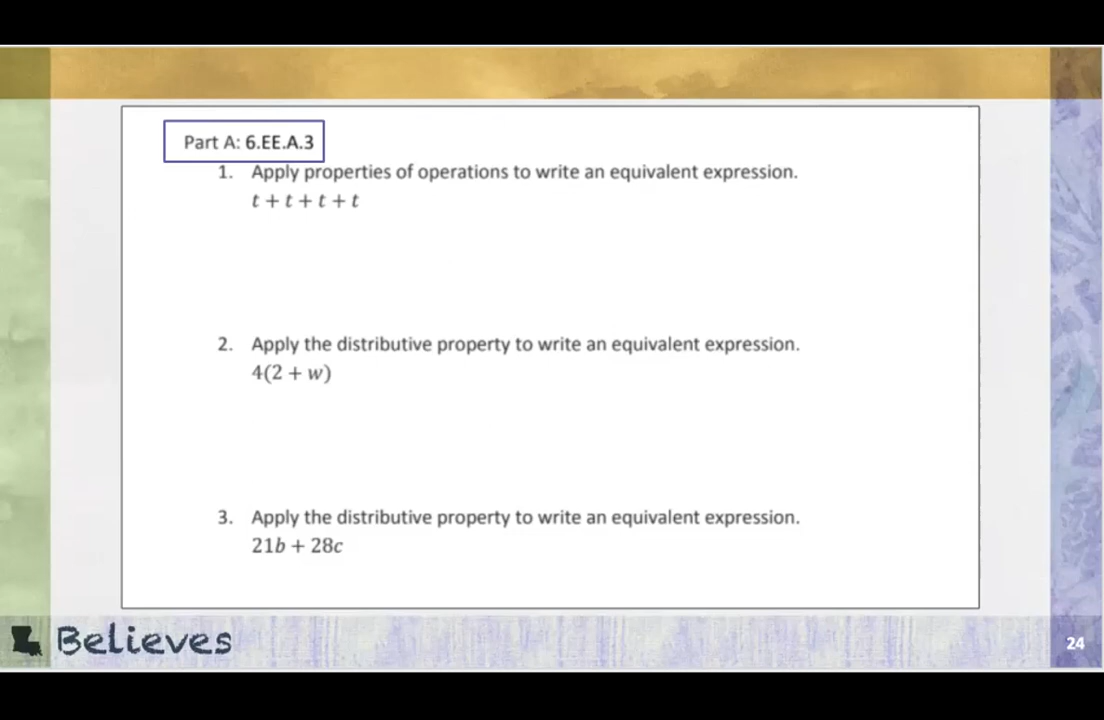 Part A: 6.EE.A.3
1. Apply properties of operations to write an equivalent expression.
t + t + t + t
2. Apply the distributive property to write an equivalent expression.
4(2 + w)
3. Apply the distributive property to write an equivalent expression.
21b + 28c
Believes
24